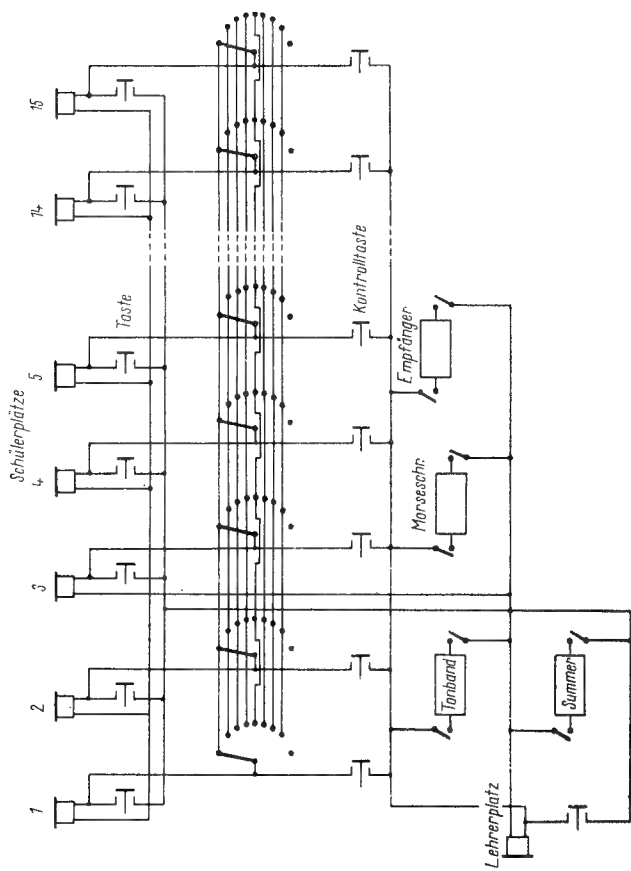 Schülerplätze
1
2
3
4
5
14
15
Taste
Kontrolltaste
Empfänger
Morseschr.
Tonband
Summer
Lehrerplatz